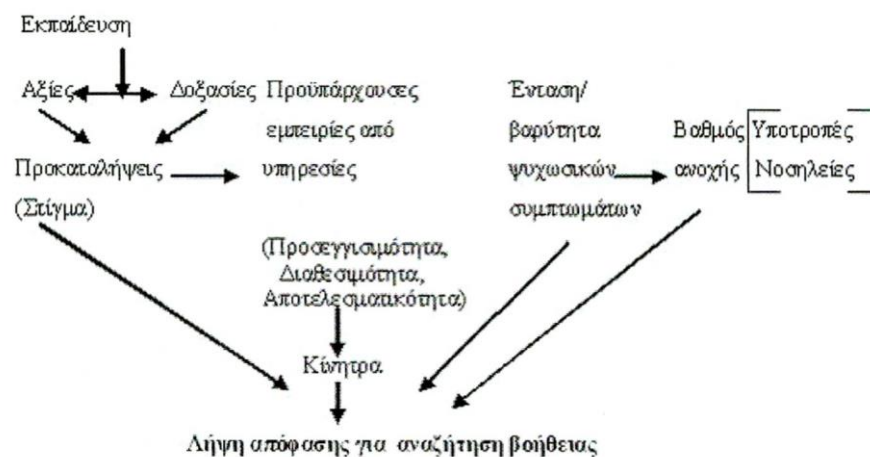 Εκπαίδευση
Αξίες
Δοξασίες
Προκαταλήψεις
(Στίγμα)
Προϋπάρχουσες
εμπειρίες από
υπηρεσίες
(Προσεγγισιμότητα,
Διαθεσιμότητα,
Αποτελεσματικότητα)
Κίνητρα
Ένταση/
βαρύτητα
ψυχωσικών
συμπτωμάτων
Βαθμός
ανοχής
Υποτροπές
Νοσηλείες
Λήψη απόφασης για αναζήτηση βοήθειας